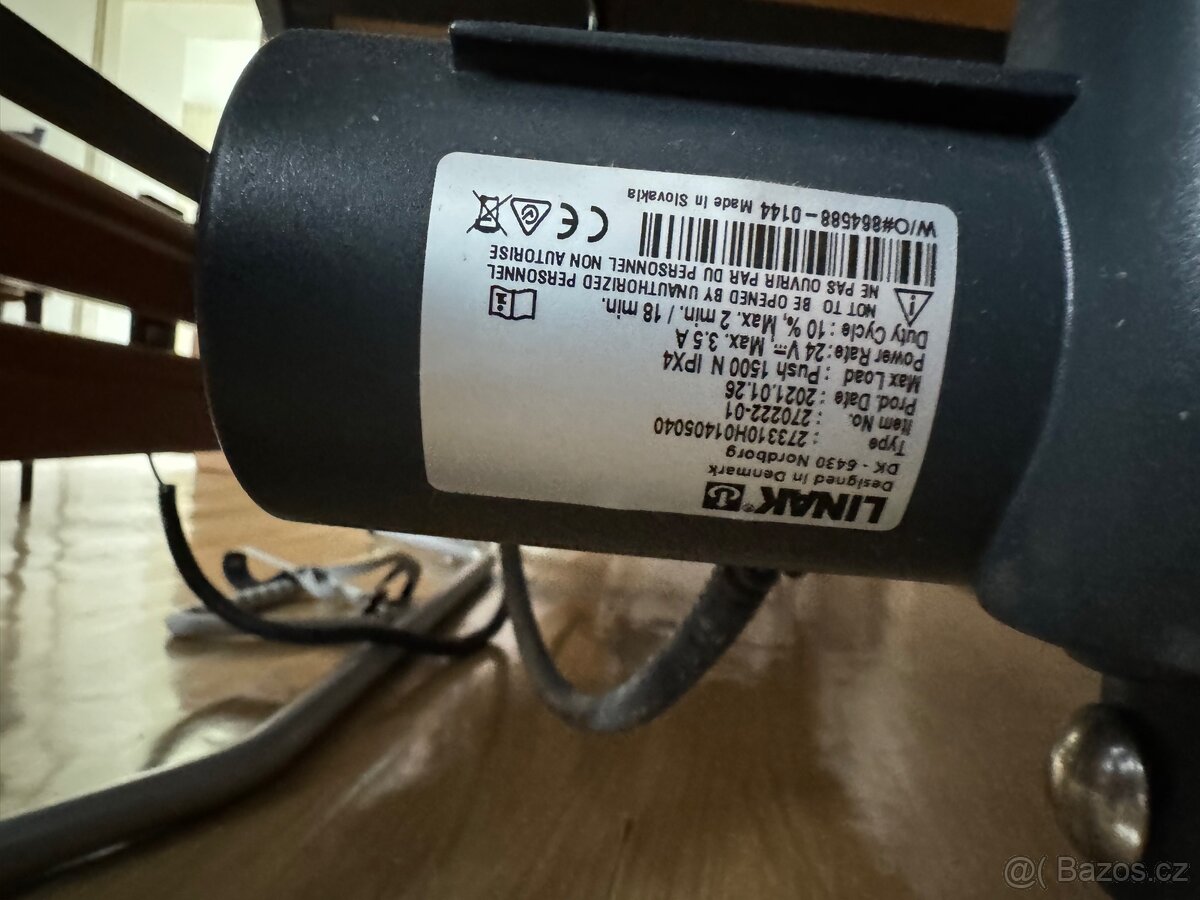 LINAK®
Designed in Denmark
DK - 6430 Nordborg
Type : 273310H01405040
Item No. : 270222-01
Prod. Date : 2021.01.26
Max Load : Push 1500 N IPX4
Power Rate: 24 V⎓ Max. 3.5 A
Duty Cycle : 10 %, Max. 2 min. / 18 min.
NOT TO BE OPENED BY UNAUTHORIZED PERSONNEL
NE PAS OUVRIR PAR DU PERSONNEL NON AUTORISE
CE
W/O#864588-0144 Made in Slovakia
@( Bazos.cz